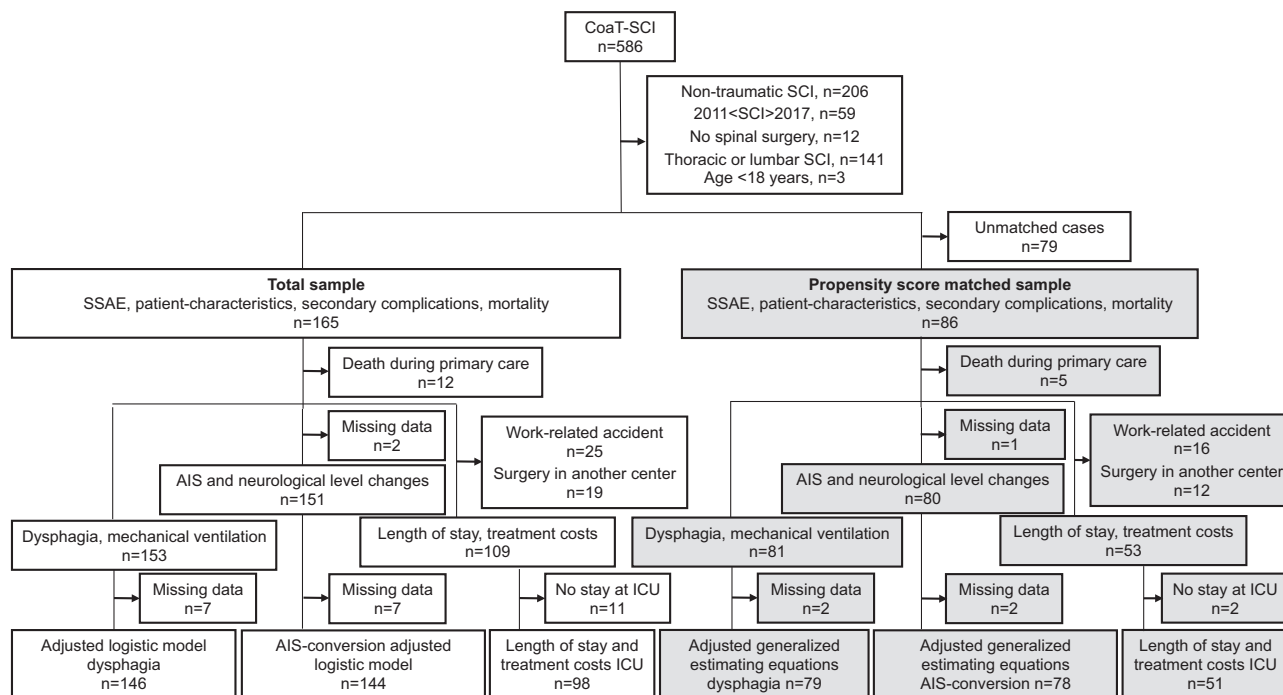 CoaT-SCI
n=586
Non-traumatic SCI, n=206
2011<SCI>2017, n=59
No spinal surgery, n=12
Thoracic or lumbar SCI, n=141
Age <18 years, n=3
Unmatched cases
n=79
Total sample
SSAE, patient-characteristics, secondary complications, mortality
n=165
Propensity score matched sample
SSAE, patient-characteristics, secondary complications, mortality
n=86
Death during primary care
n=12
Death during primary care
n=5
Missing data
n=2
Work-related accident
n=25
Surgery in another center
n=19
Missing data
n=1
Work-related accident
n=16
Surgery in another center
n=12
AIS and neurological level changes
n=151
AIS and neurological level changes
n=80
Dysphagia, mechanical ventilation
n=153
Length of stay, treatment costs
n=109
Dysphagia, mechanical ventilation
n=81
Length of stay, treatment costs
n=53
Missing data
n=7
Missing data
n=7
No stay at ICU
n=11
Missing data
n=2
Missing data
n=2
No stay at ICU
n=2
Adjusted logistic model
dysphagia
n=146
AIS-conversion adjusted
logistic model
n=144
Length of stay and
treatment costs ICU
n=98
Adjusted generalized
estimating equations
dysphagia n=79
Adjusted generalized
estimating equations
AIS-conversion n=78
Length of stay and
treatment costs ICU
n=51